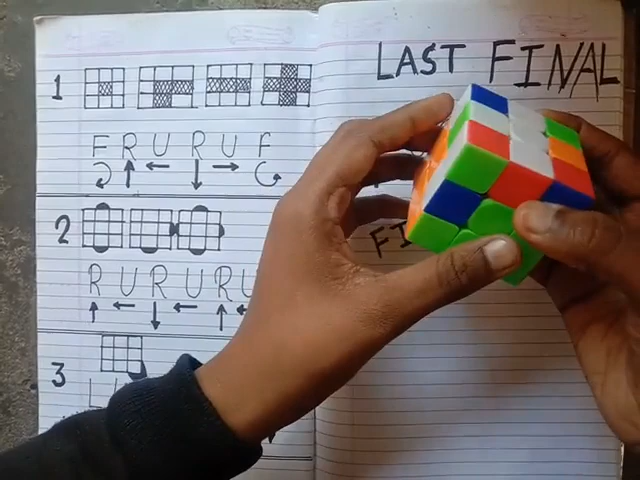 LAST FINAL
1
F R U R U F
2
R U R U R U
3